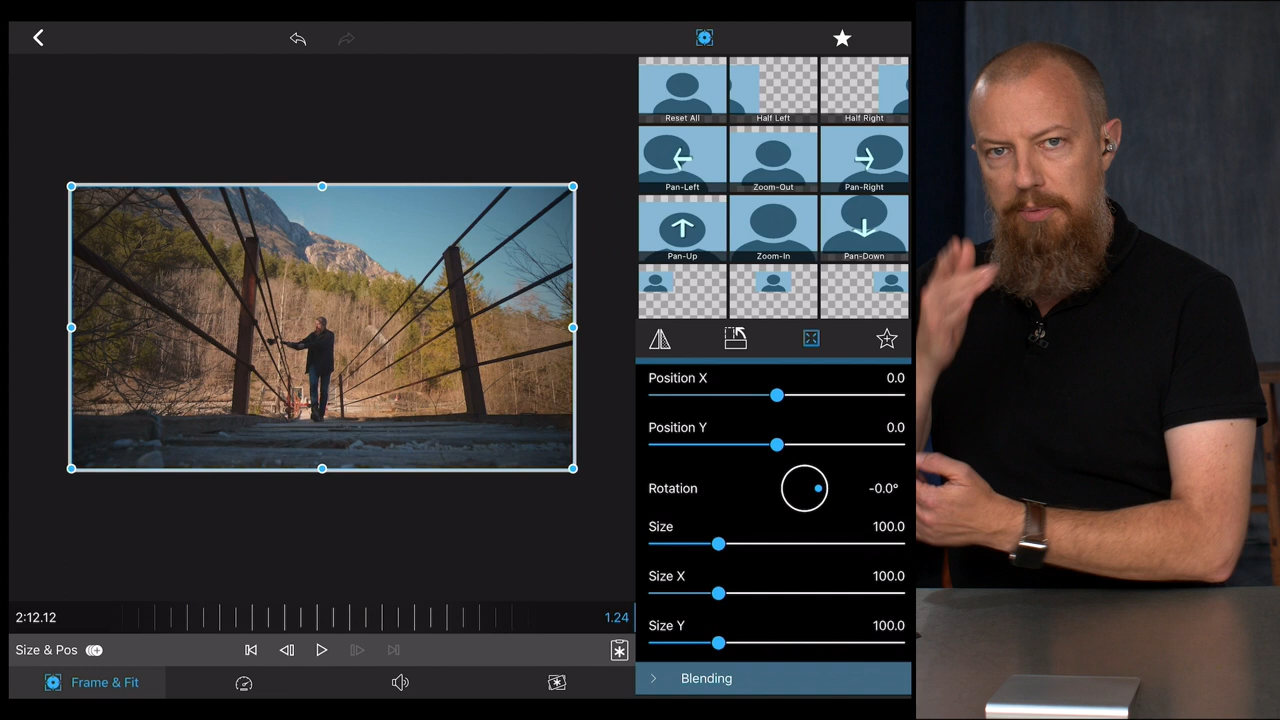 Reset All
Half Left
Half Right
Pan-Left
Zoom-Out
Pan-Right
Pan-Up
Zoom-In
Pan-Down
Position X 0.0
Position Y 0.0
Rotation -0.0°
Size 100.0
Size X 100.0
Size Y 100.0
Blending
2:12.12 1.24
Size & Pos
Frame & Fit